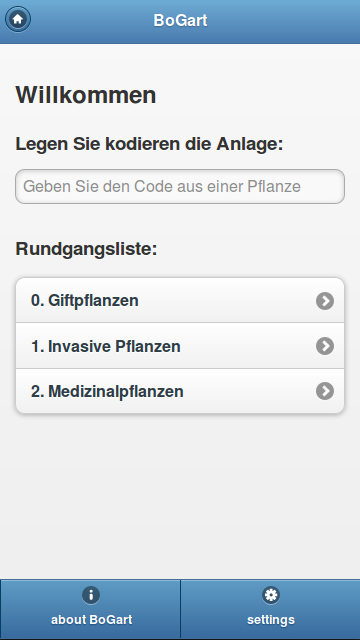 BoGart
Willkommen
Legen Sie kodieren die Anlage:
Geben Sie den Code aus einer Pflanze
Rundgangsliste:
0. Giftpflanzen
1. Invasive Pflanzen
2. Medizinalpflanzen
about BoGart
settings